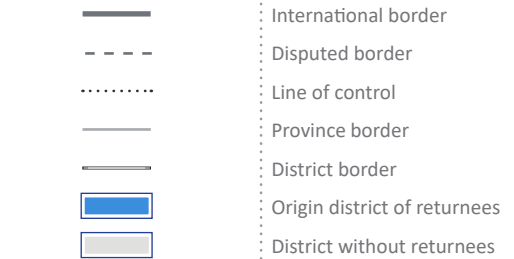 International border
Disputed border
Line of control
Province border
District border
Origin district of returnees
District without returnees